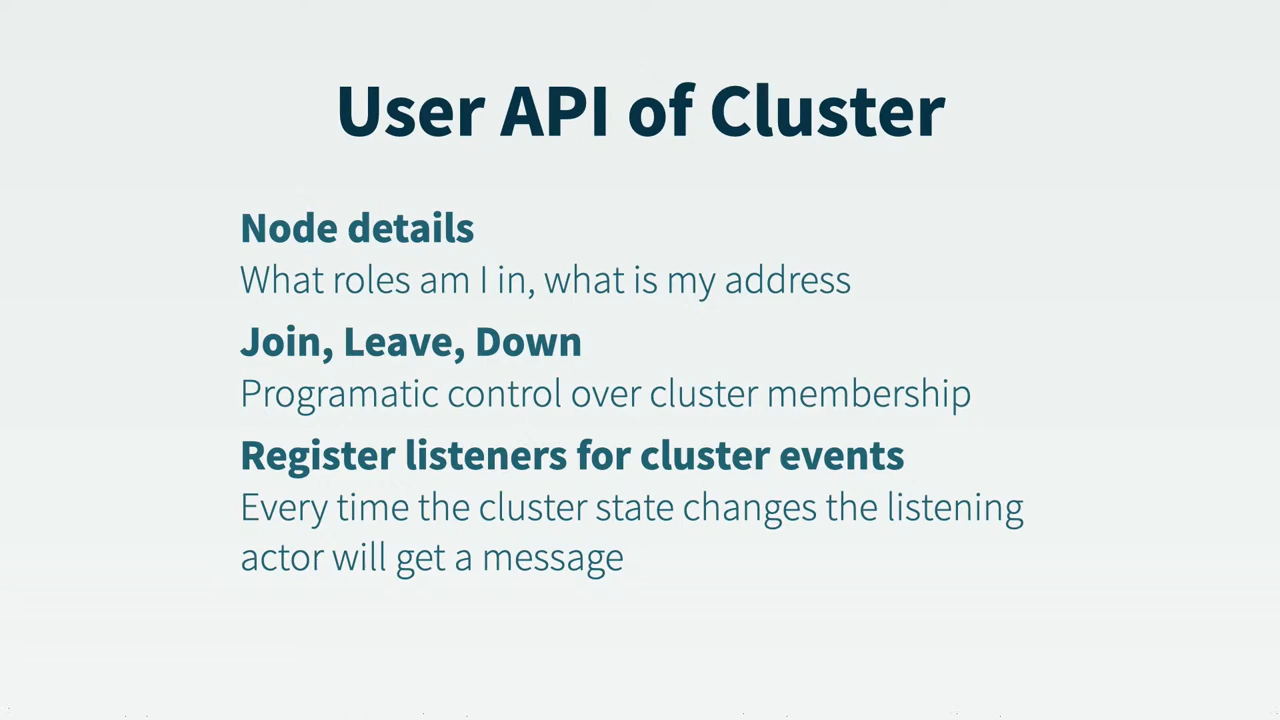 User API of Cluster
Node details
What roles am I in, what is my address
Join, Leave, Down
Programatic control over cluster membership
Register listeners for cluster events
Every time the cluster state changes the listening
actor will get a message